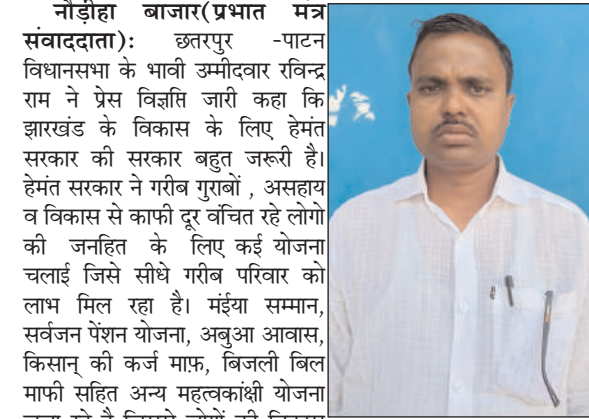 नौड़ीहा बाजार(प्रभात मंत्र
संवाददाता): छतरपुर -पाटन
विधानसभा के भावी उम्मीदवार रविन्द्र
राम ने प्रेस विज्ञप्ति जारी कहा कि
झारखंड के विकास के लिए हेमंत
सरकार की सरकार बहुत जरूरी है।
हेमंत सरकार ने गरीब गुराबों , असहाय
व विकास से काफी दूर वंचित रहे लोगो
की जनहित के लिए कई योजना
चलाई जिसे सीधे गरीब परिवार को
लाभ मिल रहा है। मंईया सम्मान,
सर्वजन पेंशन योजना, अबुआ आवास,
किसान् की कर्ज माफ़, बिजली बिल
माफी सहित अन्य महत्वकांक्षी योजना